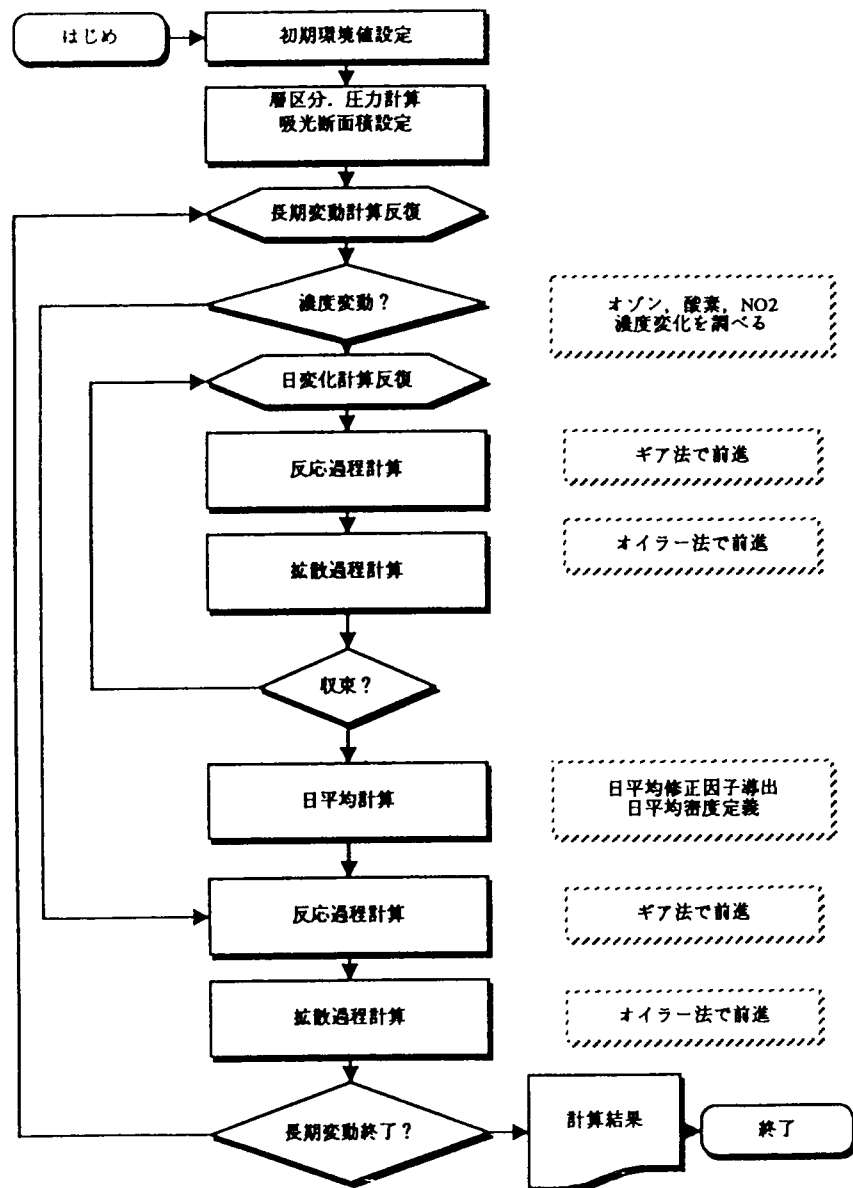 はじめ
初期環境値設定
層区分．圧力計算
吸光断面積設定
長期変動計算反復
濃度変動？
オゾン，酸素，NO2
濃度変化を調べる
日変化計算反復
反応過程計算
ギア法で前進
拡散過程計算
オイラー法で前進
収束？
日平均計算
日平均修正因子導出
日平均密度定義
反応過程計算
ギア法で前進
拡散過程計算
オイラー法で前進
長期変動終了？
計算結果
終了